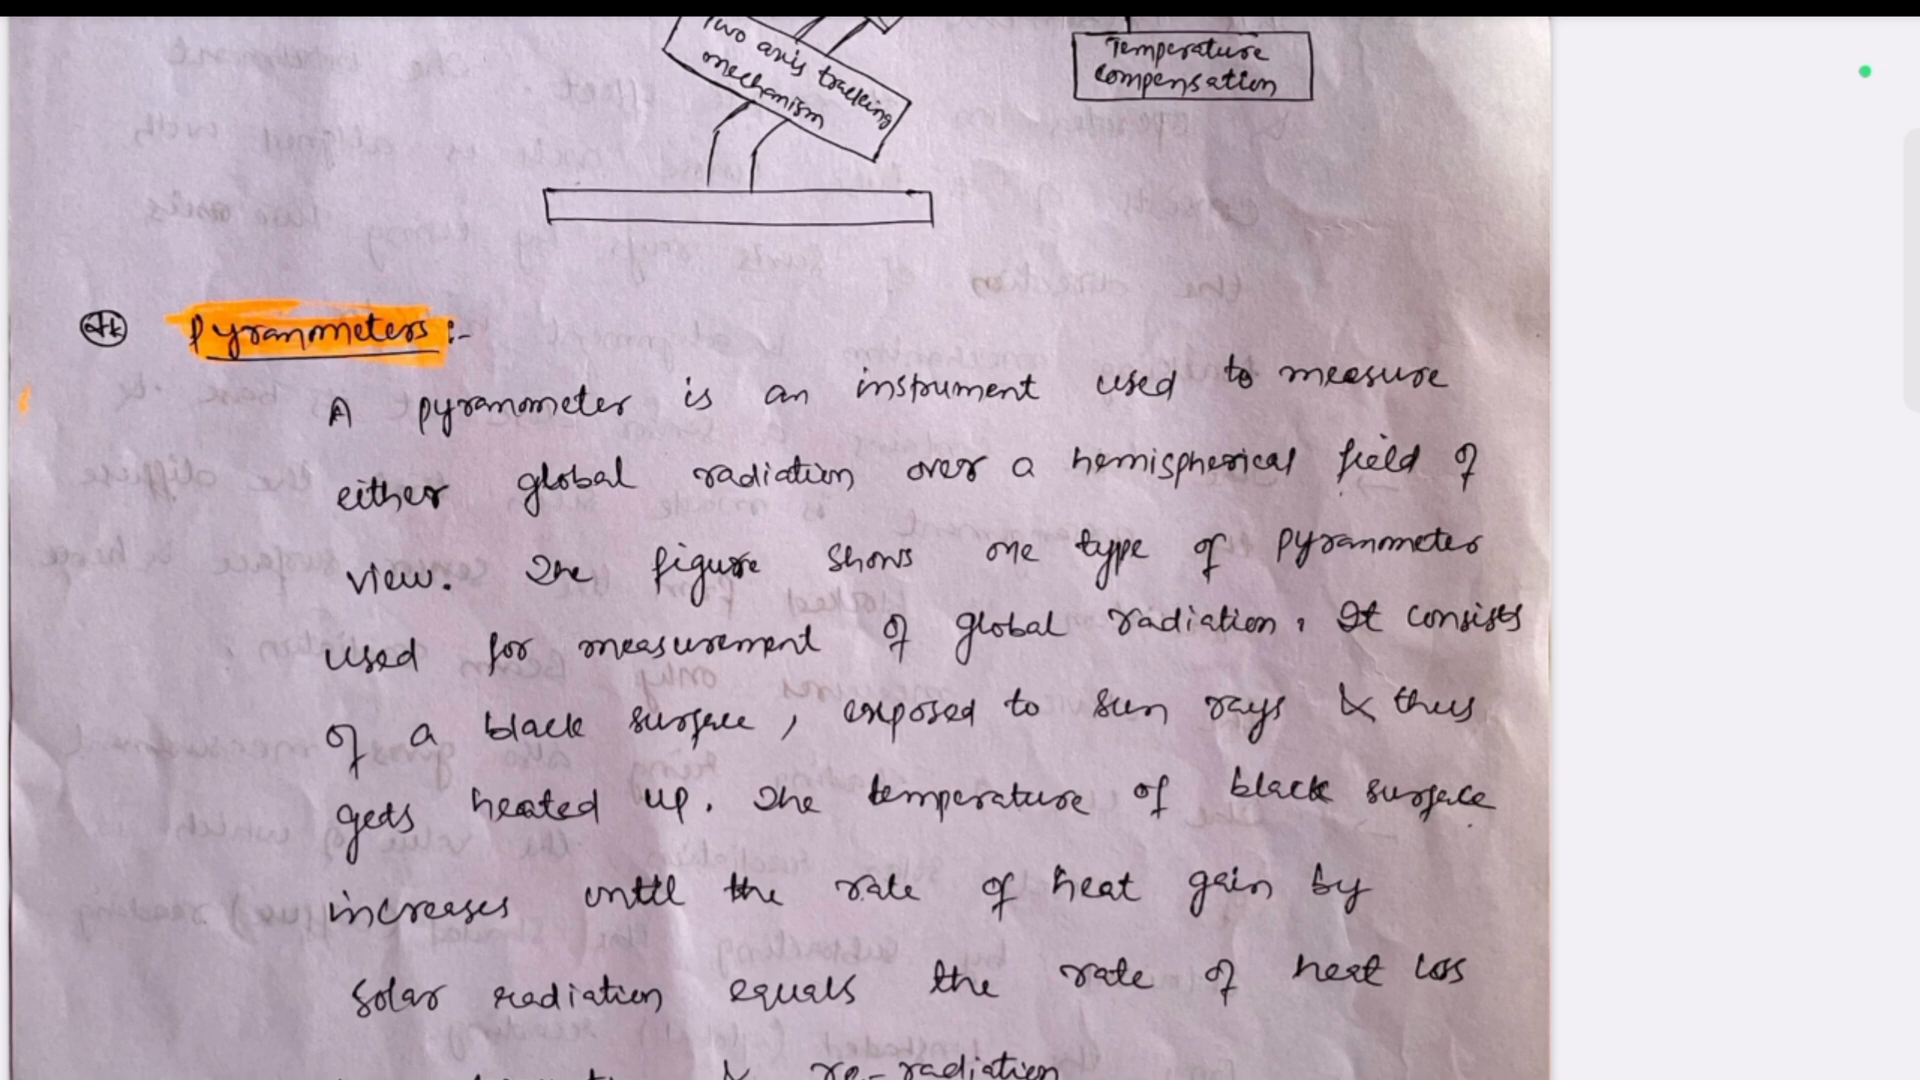 Two axis tracking
mechanism
Temperature
compensation
Pyranometers :-
A pyranometer is an instrument used to measure
either global radiation over a hemispherical field of
view. The figure shows one type of pyranometer
used for measurement of global radiation. It consists
of a black surface, exposed to sun rays & thus
gets heated up. The temperature of black surface
increases until the rate of heat gain by
solar radiation equals the rate of heat loss
& re-radiation